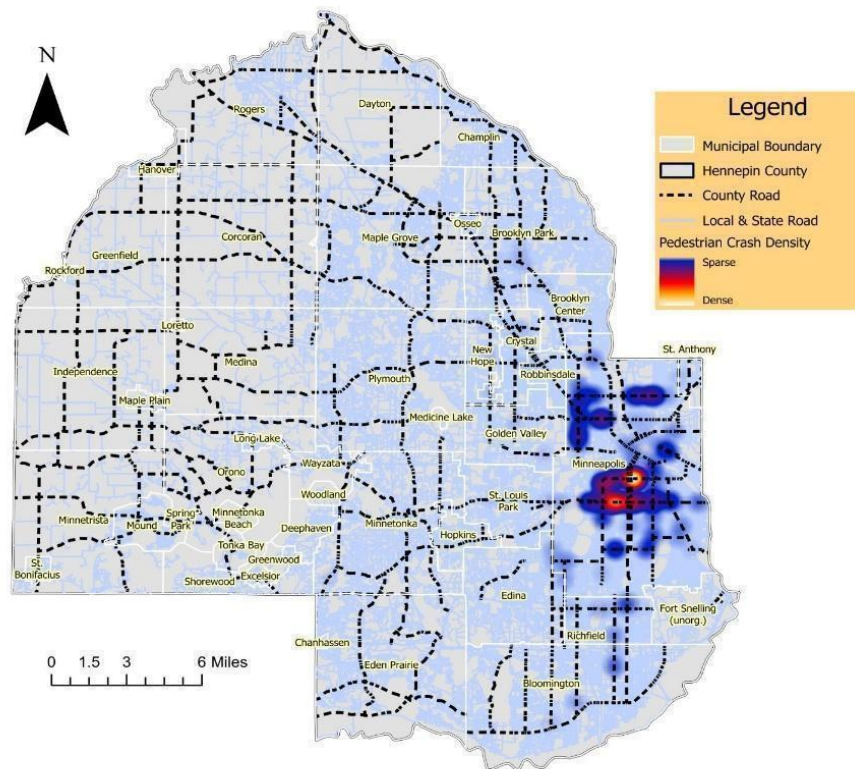 N
Legend
Municipal Boundary
Hennepin County
County Road
Local & State Road
Pedestrian Crash Density
Sparse
Dense
Rogers
Dayton
Champlin
Hanover
Osseo
Corcoran
Maple Grove
Brooklyn Park
Greenfield
Rockford
Brooklyn
Center
Loretto
Crystal
St. Anthony
New
Hope
Robbinsdale
Medina
Independence
Plymouth
Maple Plain
Medicine Lake
Golden Valley
Long Lake
Wayzata
Minneapolis
Orono
Woodland
St. Louis
Park
Spring
Park
Minnetonka
Beach
Minnetrista
Mound
Deephaven
Minnetonka
Hopkins
Tonka Bay
Greenwood
St.
Bonifacius
Shorewood
Excelsior
Edina
Fort Snelling
(unorg.)
Chanhassen
Richfield
Eden Prairie
Bloomington
0 1.5 3 6 Miles